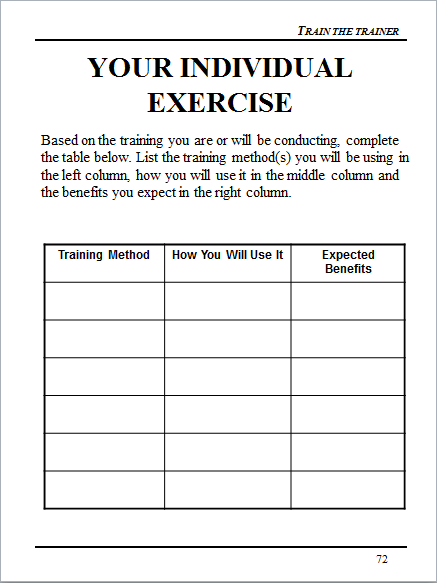 TRAIN THE TRAINER
YOUR INDIVIDUAL
EXERCISE
Based on the training you are or will be conducting, complete
the table below. List the training method(s) you will be using in
the left column, how you will use it in the middle column and
the benefits you expect in the right column.
Training Method How You Will Use It Expected
Benefits
72